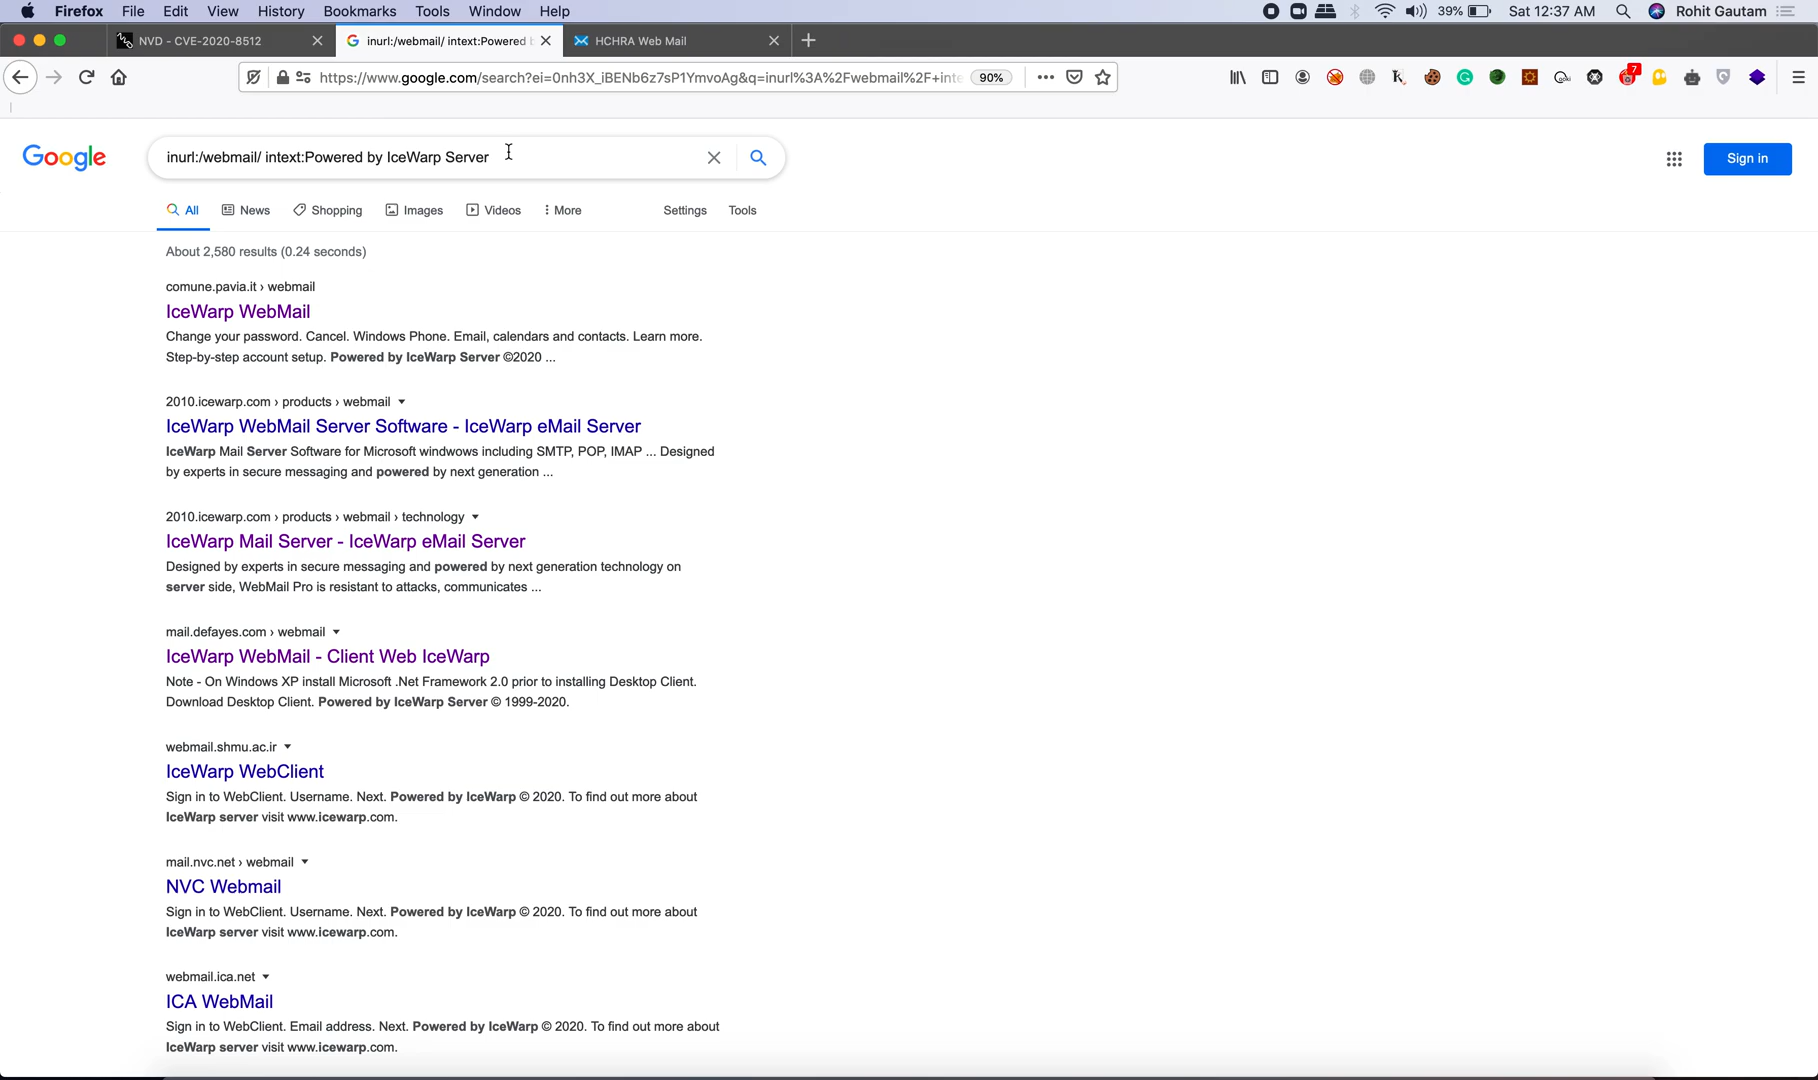 Firefox File Edit View History Bookmarks Tools Window Help 39% Sat 12:37 AM Rohit Gautam
NVD - CVE-2020-8512 inurl:/webmail/ intext:Powered b HCHRA Web Mail
https://www.google.com/search?ei=0nh3X_iBENb6z7sP1YmvoAg&q=inurl%3A%2Fwebmail%2F+inte 90% 7
Google inurl:/webmail/ intext:Powered by IceWarp Server Sign in
All News Shopping Images Videos More Settings Tools
About 2,580 results (0.24 seconds)
comune.pavia.it › webmail
IceWarp WebMail
Change your password. Cancel. Windows Phone. Email, calendars and contacts. Learn more.
Step-by-step account setup. Powered by IceWarp Server ©2020 ...
2010.icewarp.com › products › webmail
IceWarp WebMail Server Software - IceWarp eMail Server
IceWarp Mail Server Software for Microsoft windwows including SMTP, POP, IMAP ... Designed
by experts in secure messaging and powered by next generation ...
2010.icewarp.com › products › webmail › technology
IceWarp Mail Server - IceWarp eMail Server
Designed by experts in secure messaging and powered by next generation technology on
server side, WebMail Pro is resistant to attacks, communicates ...
mail.defayes.com › webmail
IceWarp WebMail - Client Web IceWarp
Note - On Windows XP install Microsoft .Net Framework 2.0 prior to installing Desktop Client.
Download Desktop Client. Powered by IceWarp Server © 1999-2020.
webmail.shmu.ac.ir
IceWarp WebClient
Sign in to WebClient. Username. Next. Powered by IceWarp © 2020. To find out more about
IceWarp server visit www.icewarp.com.
mail.nvc.net › webmail
NVC Webmail
Sign in to WebClient. Username. Next. Powered by IceWarp © 2020. To find out more about
IceWarp server visit www.icewarp.com.
webmail.ica.net
ICA WebMail
Sign in to WebClient. Email address. Next. Powered by IceWarp © 2020. To find out more about
IceWarp server visit www.icewarp.com.